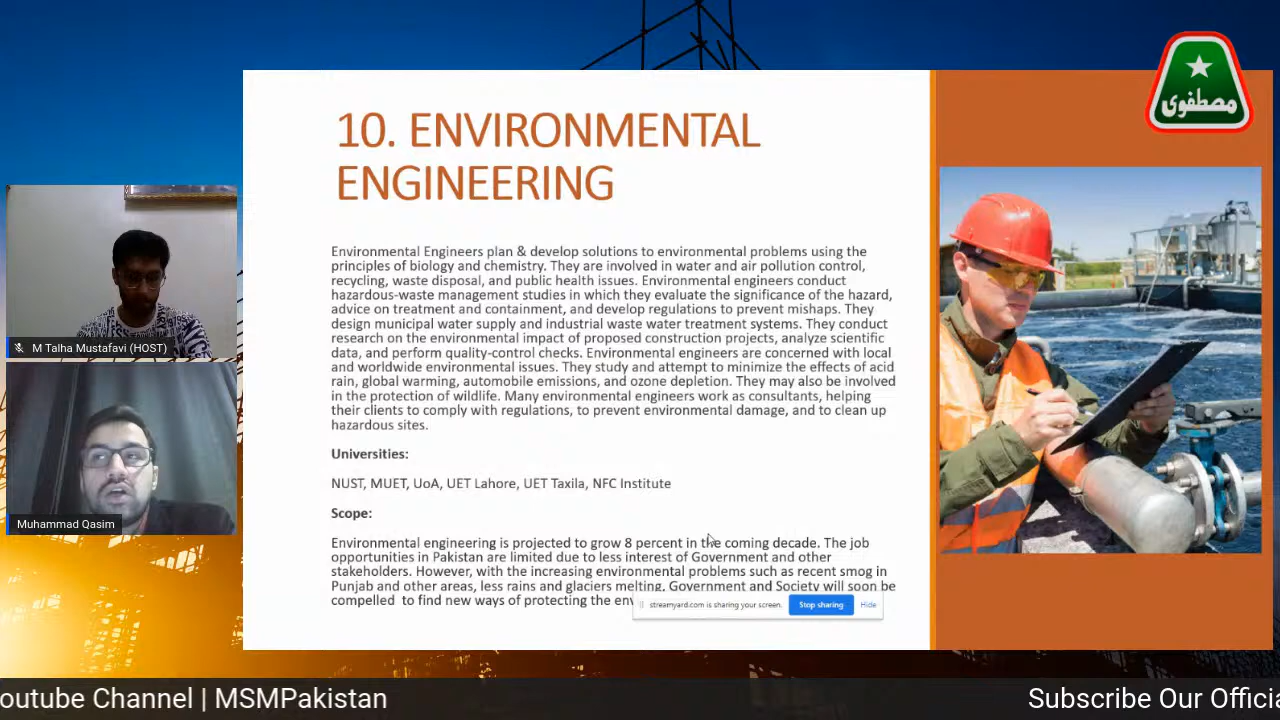 مصطفوی
10. ENVIRONMENTAL
ENGINEERING
Environmental Engineers plan & develop solutions to environmental problems using the
principles of biology and chemistry. They are involved in water and air pollution control,
recycling, waste disposal, and public health issues. Environmental engineers conduct
hazardous-waste management studies in which they evaluate the significance of the hazard,
advice on treatment and containment, and develop regulations to prevent mishaps. They
design municipal water supply and industrial waste water treatment systems. They conduct
research on the environmental impact of proposed construction projects, analyze scientific
data, and perform quality-control checks. Environmental engineers are concerned with local
and worldwide environmental issues. They study and attempt to minimize the effects of acid
rain, global warming, automobile emissions, and ozone depletion. They may also be involved
in the protection of wildlife. Many environmental engineers work as consultants, helping
their clients to comply with regulations, to prevent environmental damage, and to clean up
hazardous sites.
Universities:
NUST, MUET, UoA, UET Lahore, UET Taxila, NFC Institute
Scope:
Environmental engineering is projected to grow 8 percent in the coming decade. The job
opportunities in Pakistan are limited due to less interest of Government and other
stakeholders. However, with the increasing environmental problems such as recent smog in
Punjab and other areas, less rains and glaciers melting. Government and Society will soon be
compelled to find new ways of protecting the env
streamyard.com is sharing your screen. Stop sharing Hide
M Talha Mustafavi (HOST)
Muhammad Qasim
outube Channel | MSMPakistan Subscribe Our Officia